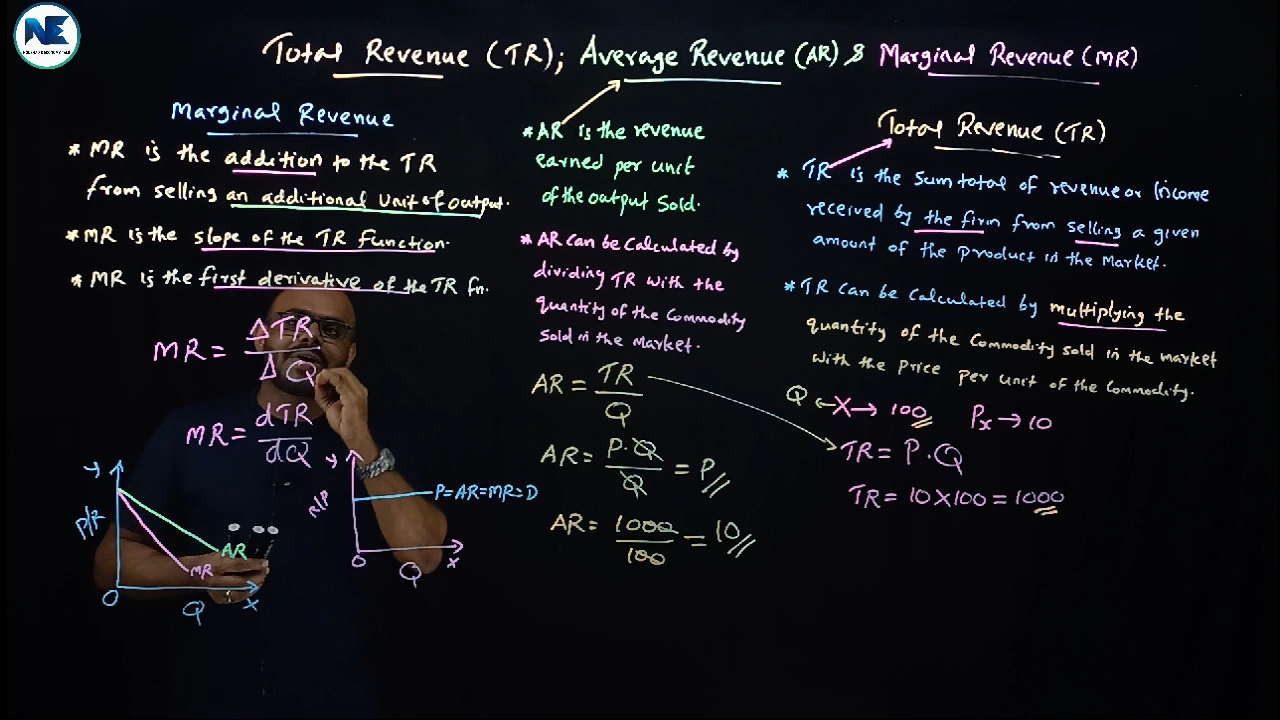 NE
Total Revenue (TR); Average Revenue (AR) & Marginal Revenue (MR)
Marginal Revenue
* MR is the addition to the TR
from selling an additional unit of output.
* MR is the slope of the TR function.
* MR is the first derivative of the TR fn.
MR = ΔTR / ΔQ
MR = dTR / dQ
P/R
AR
MR
O
Q
X
R/P
P=AR=MR=D
O
Q
X
* AR is the revenue
earned per unit
of the output sold.
* AR can be calculated by
dividing TR with the
quantity of the commodity
sold in the market.
AR = TR / Q
AR = P·Q / Q = P
AR = 1000 / 100 = 10
Total Revenue (TR)
* TR is the sum total of revenue or income
received by the firm from selling a given
amount of the product in the market.
* TR can be calculated by multiplying the
quantity of the commodity sold in the market
with the price per unit of the commodity.
Q ← X → 100 Px → 10
TR = P·Q
TR = 10 X 100 = 1000